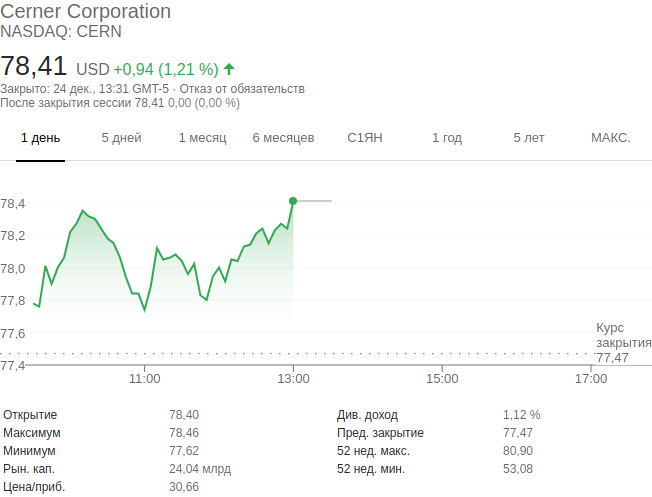 Cerner Corporation
NASDAQ: CERN
78,41 USD +0,94 (1,21 %)
Закрыто: 24 дек., 13:31 GMT-5 · Отказ от обязательств
После закрытия сессии 78,41 0,00 (0,00 %)
1 день 5 дней 1 месяц 6 месяцев С1ЯН 1 год 5 лет МАКС.
78,4
78,2
78,0
77,8
77,6
77,4
Курс
закрытия
77,47
11:00 13:00 15:00 17:00
Открытие 78,40 Див. доход 1,12 %
Максимум 78,46 Пред. закрытие 77,47
Минимум 77,62 52 нед. макс. 80,90
Рын. кап. 24,04 млрд 52 нед. мин. 53,08
Цена/приб. 30,66